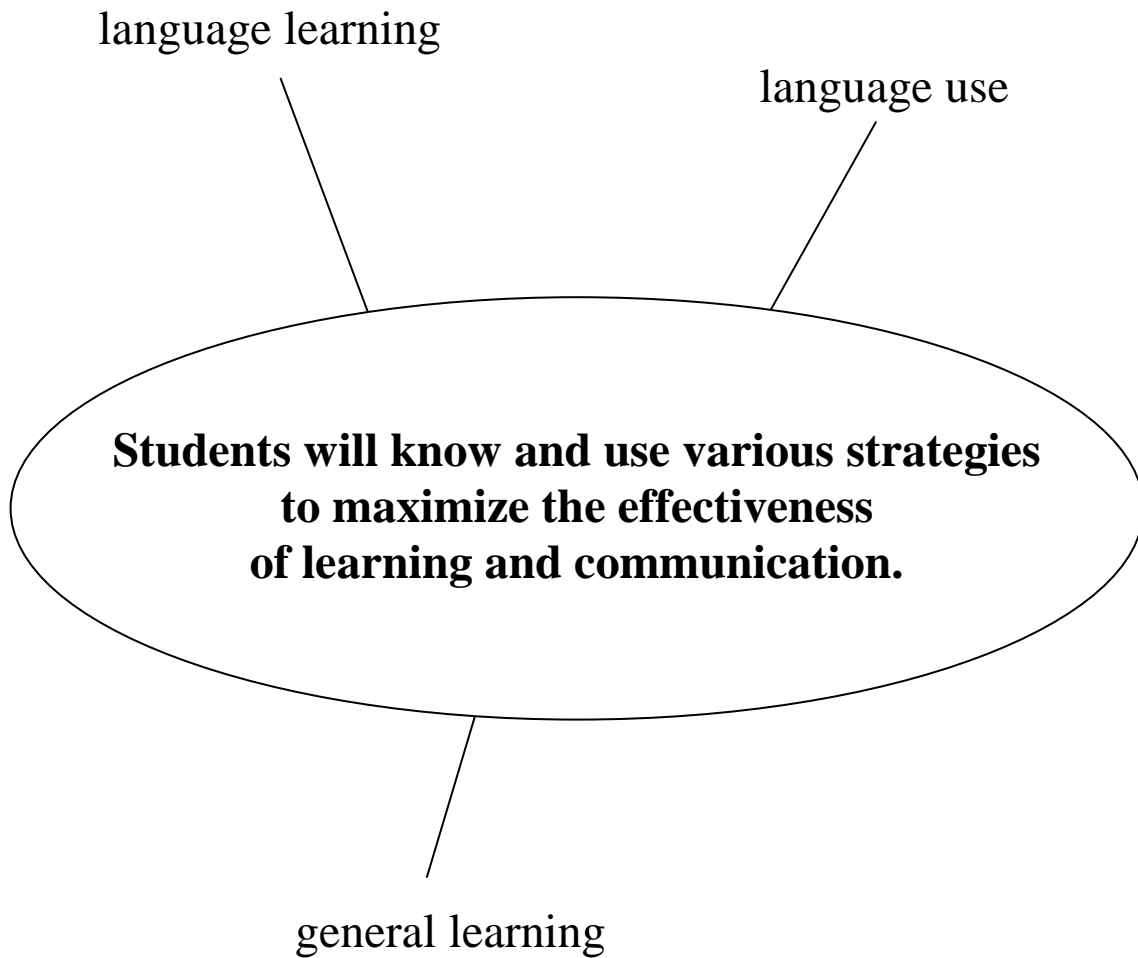 language learning
language use
Students will know and use various strategies
to maximize the effectiveness
of learning and communication.
general learning